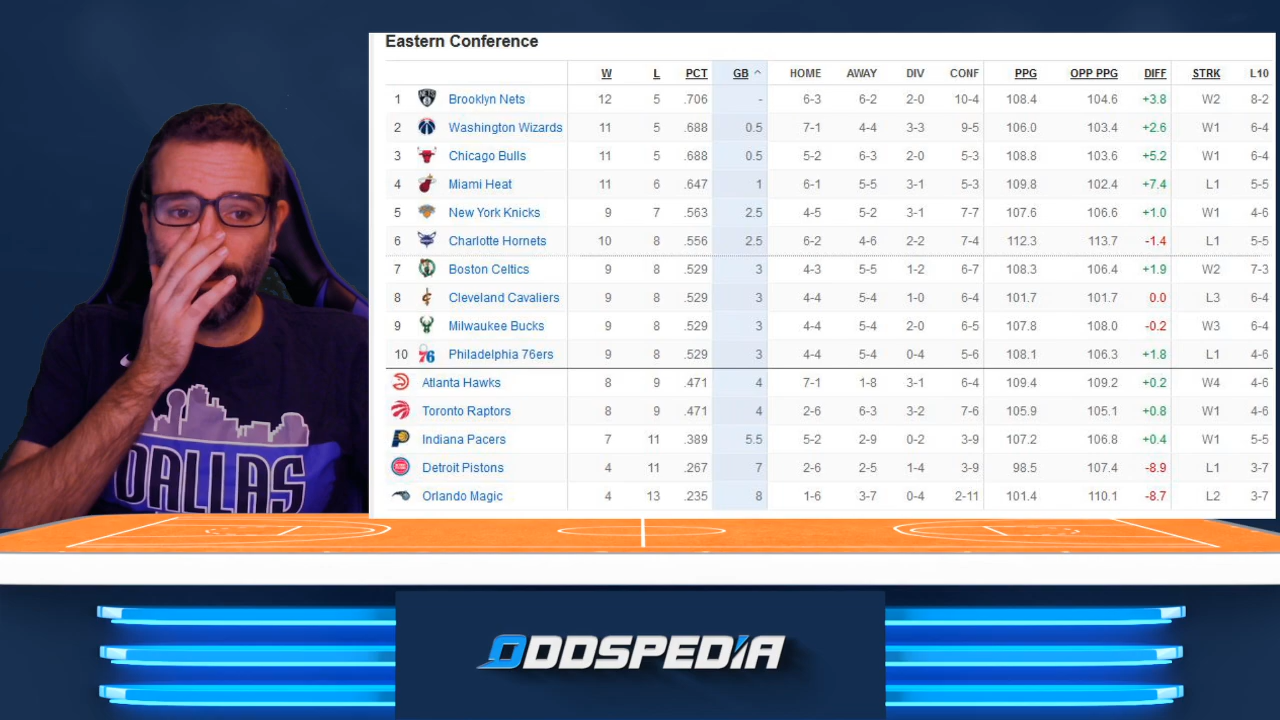 Eastern Conference
W L PCT GB ^ HOME AWAY DIV CONF PPG OPP PPG DIFF STRK L10
1 NETS Brooklyn Nets 12 5 .706 - 6-3 6-2 2-0 10-4 108.4 104.6 +3.8 W2 8-2
2 Washington Wizards 11 5 .688 0.5 7-1 4-4 3-3 9-5 106.0 103.4 +2.6 W1 6-4
3 Chicago Bulls 11 5 .688 0.5 5-2 6-3 2-0 5-3 108.8 103.6 +5.2 W1 6-4
4 Miami Heat 11 6 .647 1 6-1 5-5 3-1 5-3 109.8 102.4 +7.4 L1 5-5
5 New York Knicks 9 7 .563 2.5 4-5 5-2 3-1 7-7 107.6 106.6 +1.0 W1 4-6
6 Charlotte Hornets 10 8 .556 2.5 6-2 4-6 2-2 7-4 112.3 113.7 -1.4 L1 5-5
7 Boston Celtics 9 8 .529 3 4-3 5-5 1-2 6-7 108.3 106.4 +1.9 W2 7-3
8 Cleveland Cavaliers 9 8 .529 3 4-4 5-4 1-0 6-4 101.7 101.7 0.0 L3 6-4
9 Milwaukee Bucks 9 8 .529 3 4-4 5-4 2-0 6-5 107.8 108.0 -0.2 W3 6-4
10 76 Philadelphia 76ers 9 8 .529 3 4-4 5-4 0-4 5-6 108.1 106.3 +1.8 L1 4-6
Atlanta Hawks 8 9 .471 4 7-1 1-8 3-1 6-4 109.4 109.2 +0.2 W4 4-6
Toronto Raptors 8 9 .471 4 2-6 6-3 3-2 7-6 105.9 105.1 +0.8 W1 4-6
Indiana Pacers 7 11 .389 5.5 5-2 2-9 0-2 3-9 107.2 106.8 +0.4 W1 5-5
Detroit Pistons 4 11 .267 7 2-6 2-5 1-4 3-9 98.5 107.4 -8.9 L1 3-7
Orlando Magic 4 13 .235 8 1-6 3-7 0-4 2-11 101.4 110.1 -8.7 L2 3-7
DALLAS
ODDSPEDIA